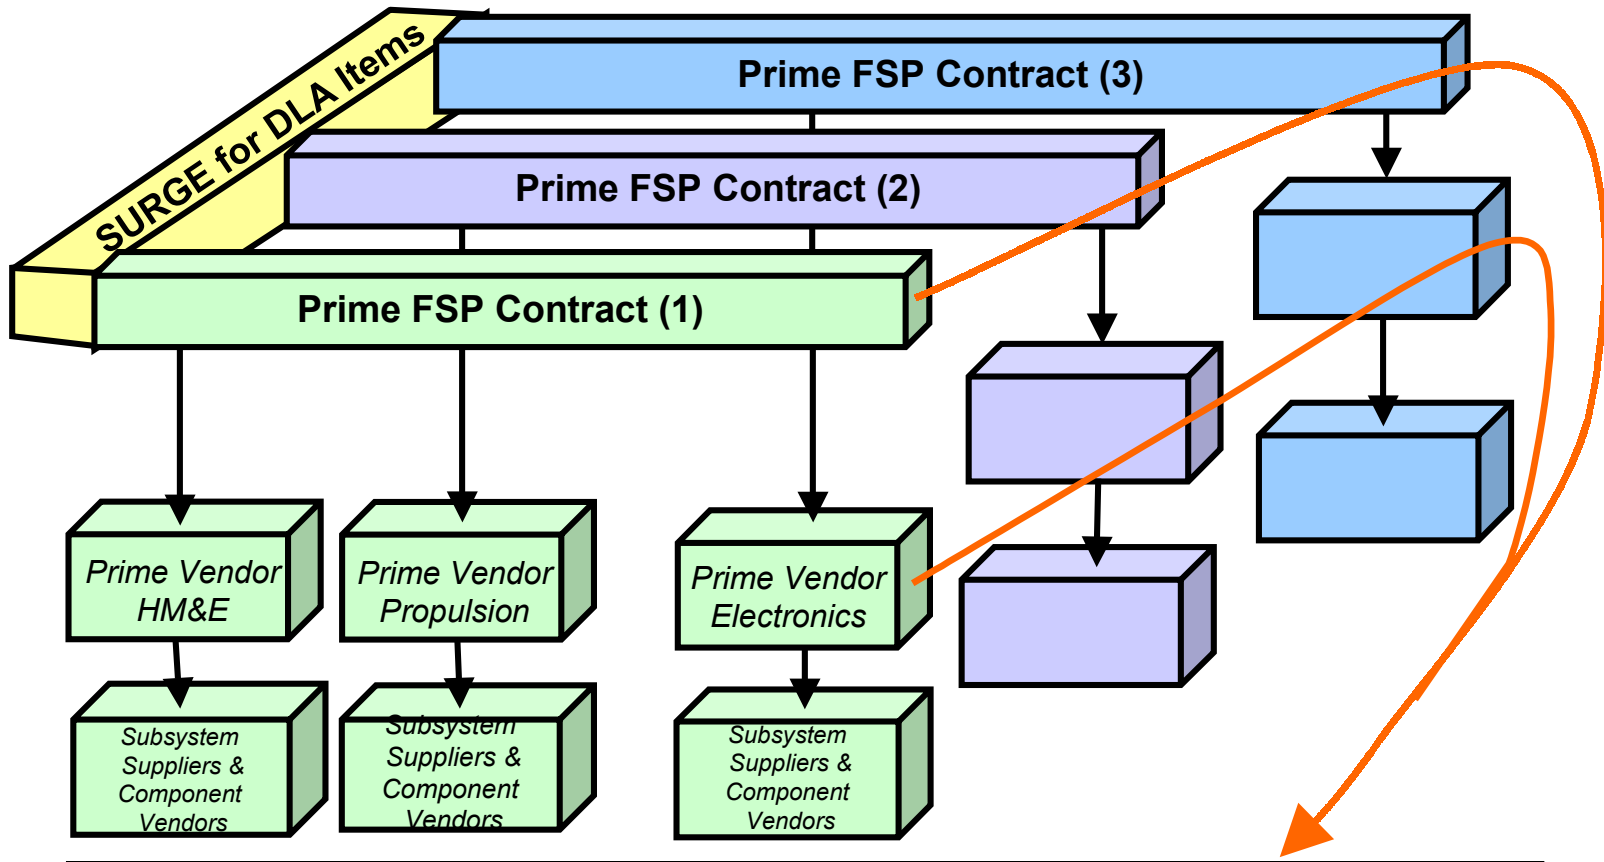 SURGE for DLA Items
Prime FSP Contract (3)
Prime FSP Contract (2)
Prime FSP Contract (1)
Prime Vendor
HM&E
Prime Vendor
Propulsion
Prime Vendor
Electronics
Subsystem
Suppliers &
Component
Vendors
Subsystem
Suppliers &
Component
Vendors
Subsystem
Suppliers &
Component
Vendors